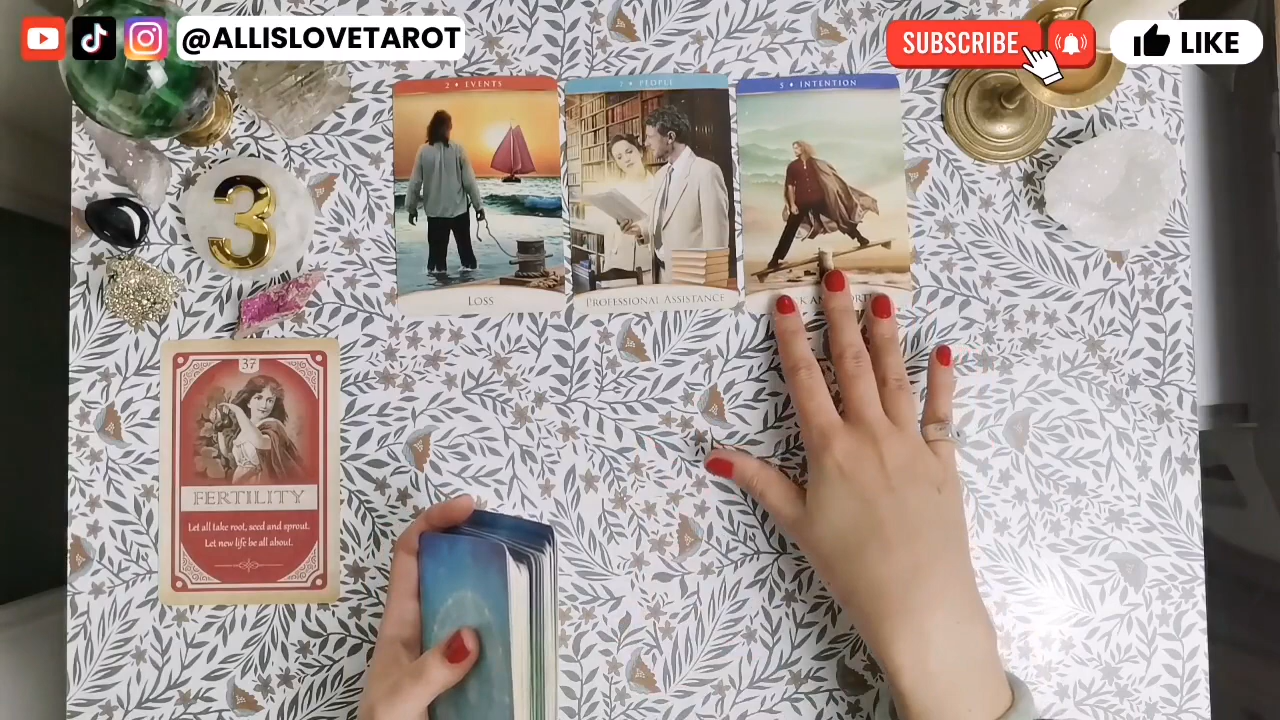 @ALLISLOVETAROT
SUBSCRIBE
LIKE
2 • EVENTS
7 • PEOPLE
5 • INTENTION
LOSS
PROFESSIONAL ASSISTANCE
3
37
FERTILITY
Let all take root, seed and sprout.
Let new life be all about.